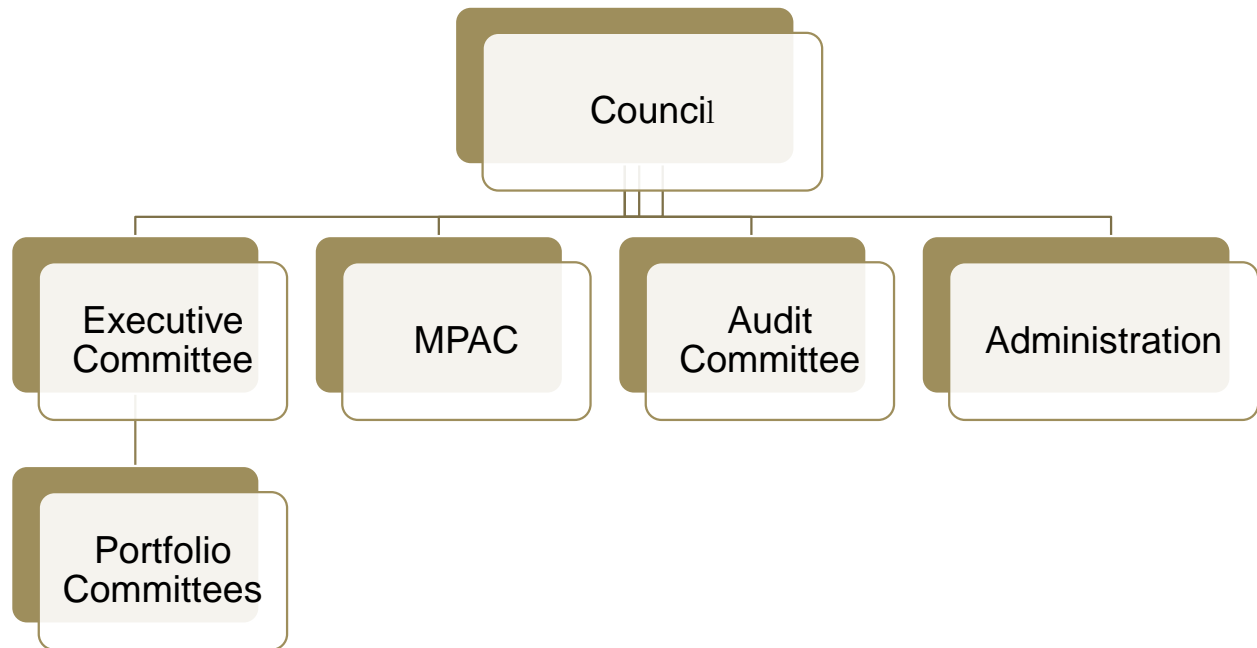 Council
Executive
Committee
MPAC
Audit
Committee
Administration
Portfolio
Committees